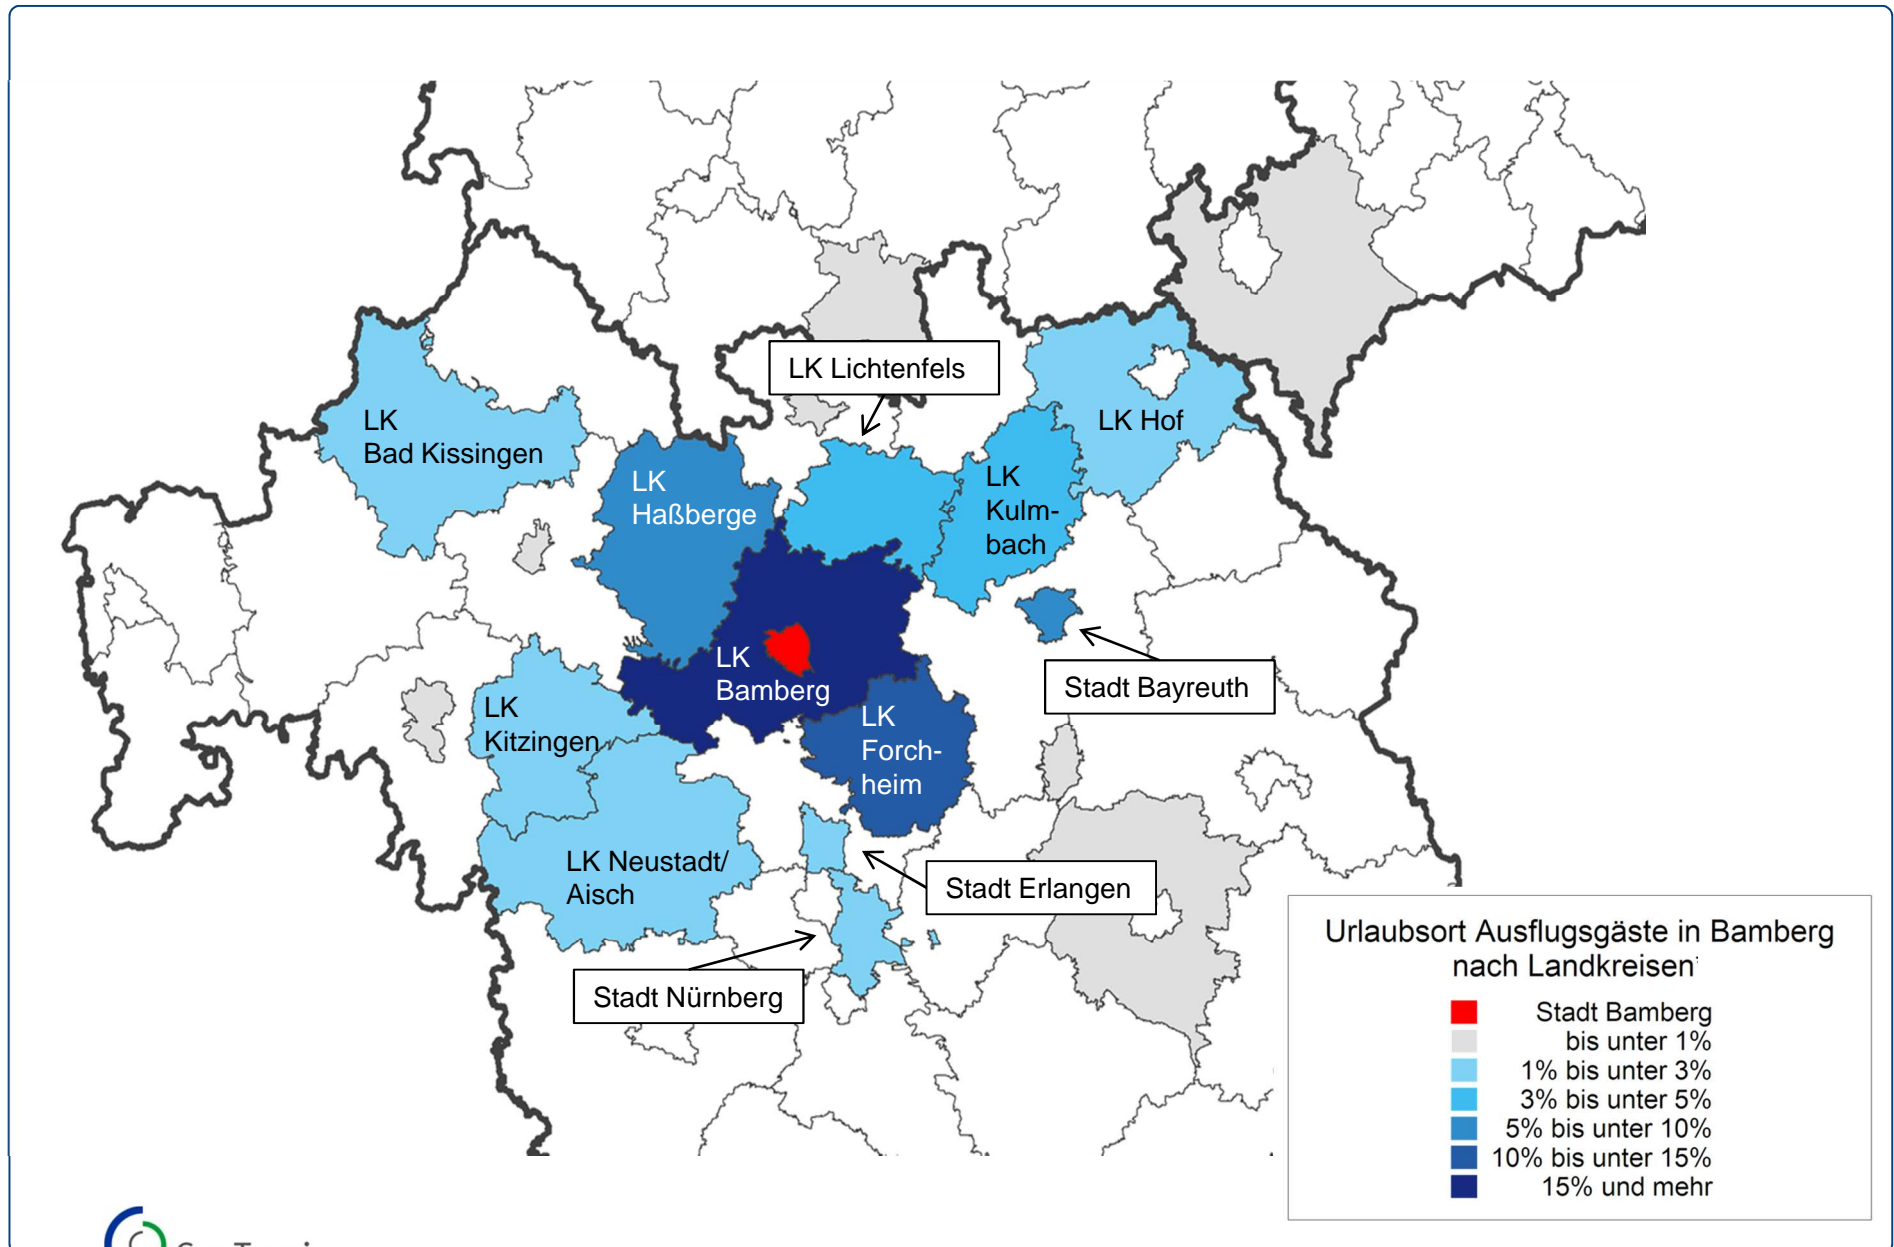 LK Lichtenfels
LK
Bad Kissingen
LK Hof
LK
Haßberge
LK
Kulm-
bach
LK
Bamberg
Stadt Bayreuth
LK
Kitzingen
LK
Forch-
heim
LK Neustadt/
Aisch
Stadt Erlangen
Stadt Nürnberg
Urlaubsort Ausflugsgäste in Bamberg
nach Landkreisen
Stadt Bamberg
bis unter 1%
1% bis unter 3%
3% bis unter 5%
5% bis unter 10%
10% bis unter 15%
15% und mehr